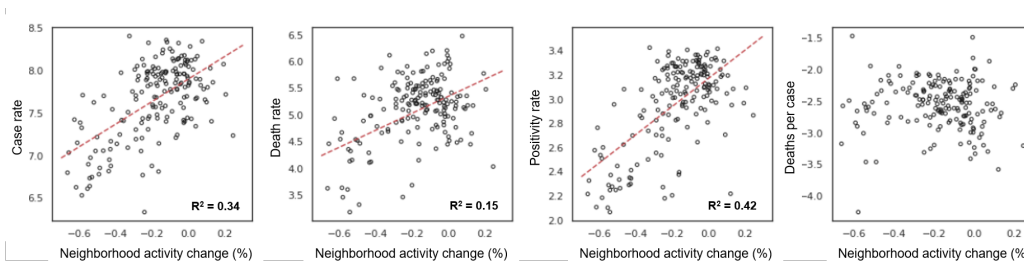 8.5
8.0
7.5
7.0
6.5
Case rate
R² = 0.34
−0.6 −0.4 −0.2 0.0 0.2
Neighborhood activity change (%)
6.5
6.0
5.5
5.0
4.5
4.0
3.5
Death rate
R² = 0.15
−0.6 −0.4 −0.2 0.0 0.2
Neighborhood activity change (%)
3.4
3.2
3.0
2.8
2.6
2.4
2.2
2.0
Positivity rate
R² = 0.42
−0.6 −0.4 −0.2 0.0 0.2
Neighborhood activity change (%)
−1.5
−2.0
−2.5
−3.0
−3.5
−4.0
Deaths per case
−0.6 −0.4 −0.2 0.0 0.2
Neighborhood activity change (%